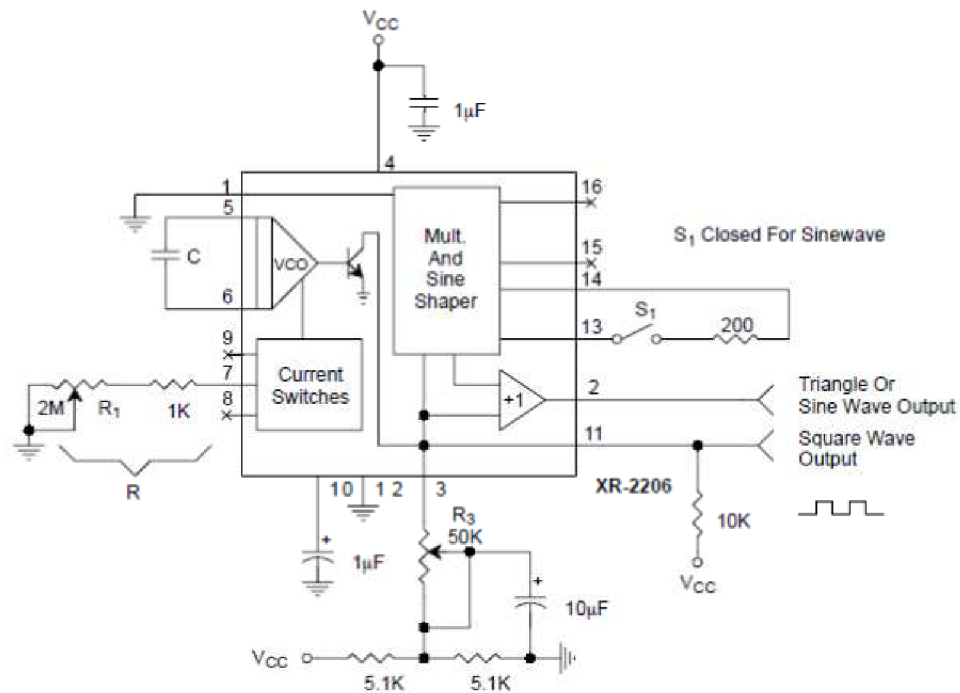 VCC
1µF
4
1
16
5
Mult.
And
Sine
Shaper
S1 Closed For Sinewave
15
C
VCO
14
6
S1
13
200
9
Current
Switches
7
2M
R1
1K
8
+1
2
Triangle Or
Sine Wave Output
11
Square Wave
Output
R
10
1 2
3
XR-2206
R3
50K
10K
1µF
10µF
VCC
VCC
5.1K
5.1K